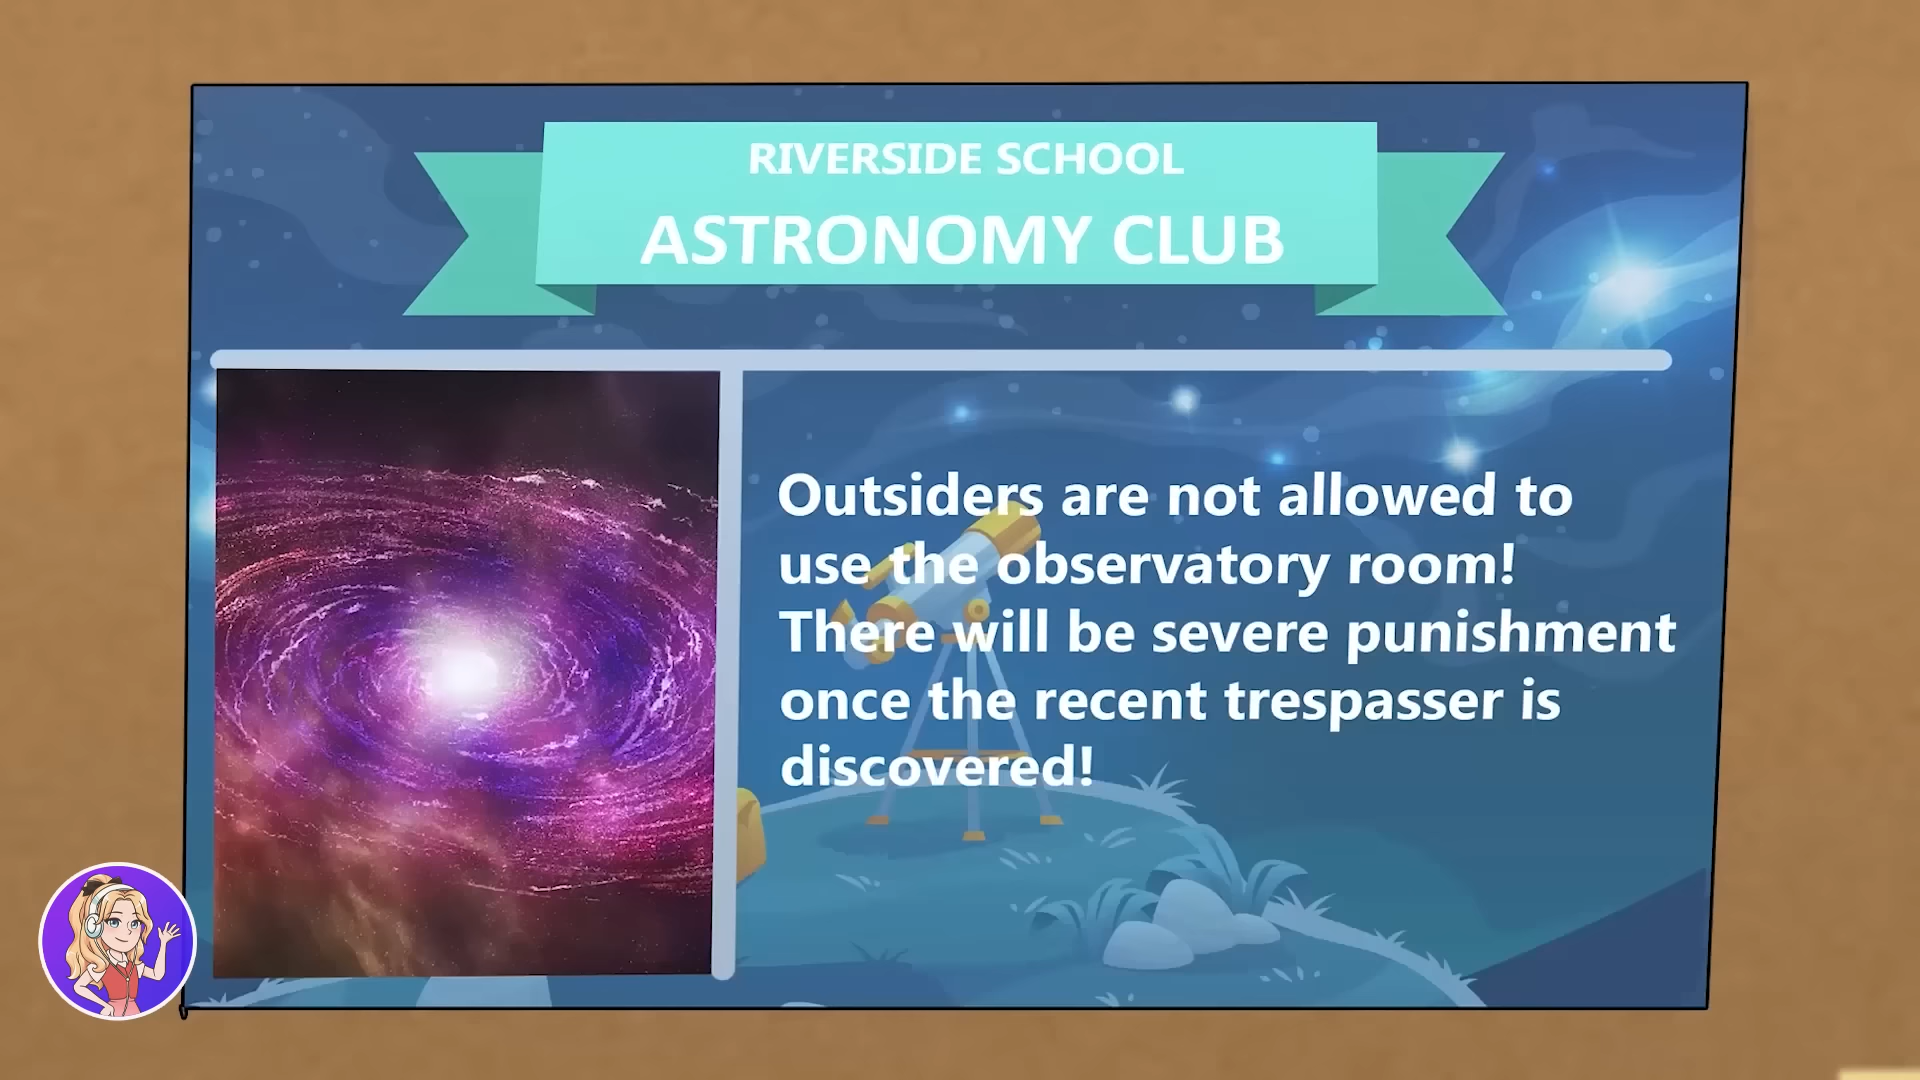 RIVERSIDE SCHOOL
ASTRONOMY CLUB
Outsiders are not allowed to
use the observatory room!
There will be severe punishment
once the recent trespasser is
discovered!